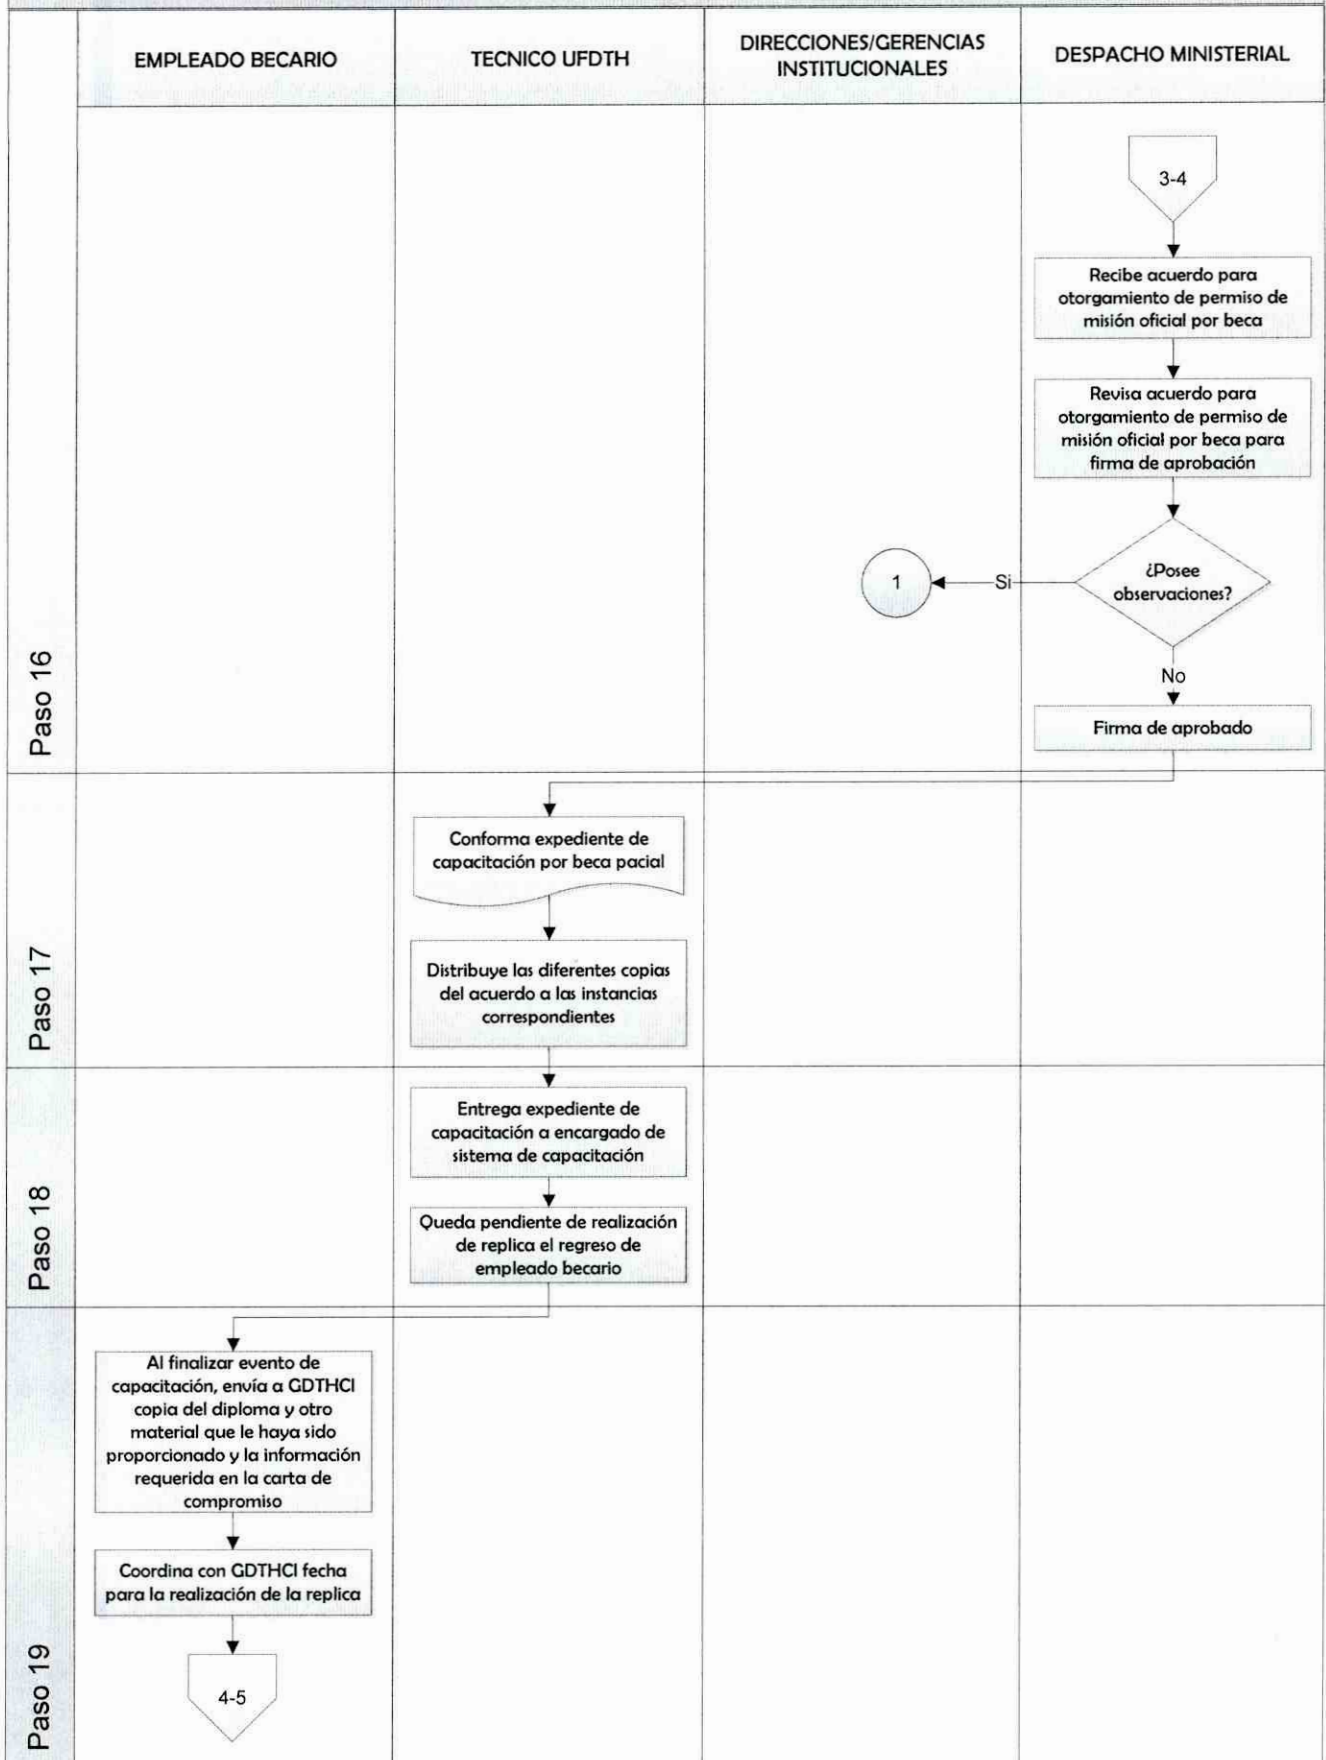 EMPLEADO BECARIO
TECNICO UFDTH
DIRECCIONES/GERENCIAS
INSTITUCIONALES
DESPACHO MINISTERIAL
Paso 16
3-4
Recibe acuerdo para
otorgamiento de permiso de
misión oficial por beca
Revisa acuerdo para
otorgamiento de permiso de
misión oficial por beca para
firma de aprobación
¿Posee
observaciones?
Si
1
No
Firma de aprobado
Paso 17
Conforma expediente de
capacitación por beca pacial
Distribuye las diferentes copias
del acuerdo a las instancias
correspondientes
Paso 18
Entrega expediente de
capacitación a encargado de
sistema de capacitación
Queda pendiente de realización
de replica el regreso de
empleado becario
Paso 19
Al finalizar evento de
capacitación, envía a GDTHCI
copia del diploma y otro
material que le haya sido
proporcionado y la información
requerida en la carta de
compromiso
Coordina con GDTHCI fecha
para la realización de la replica
4-5